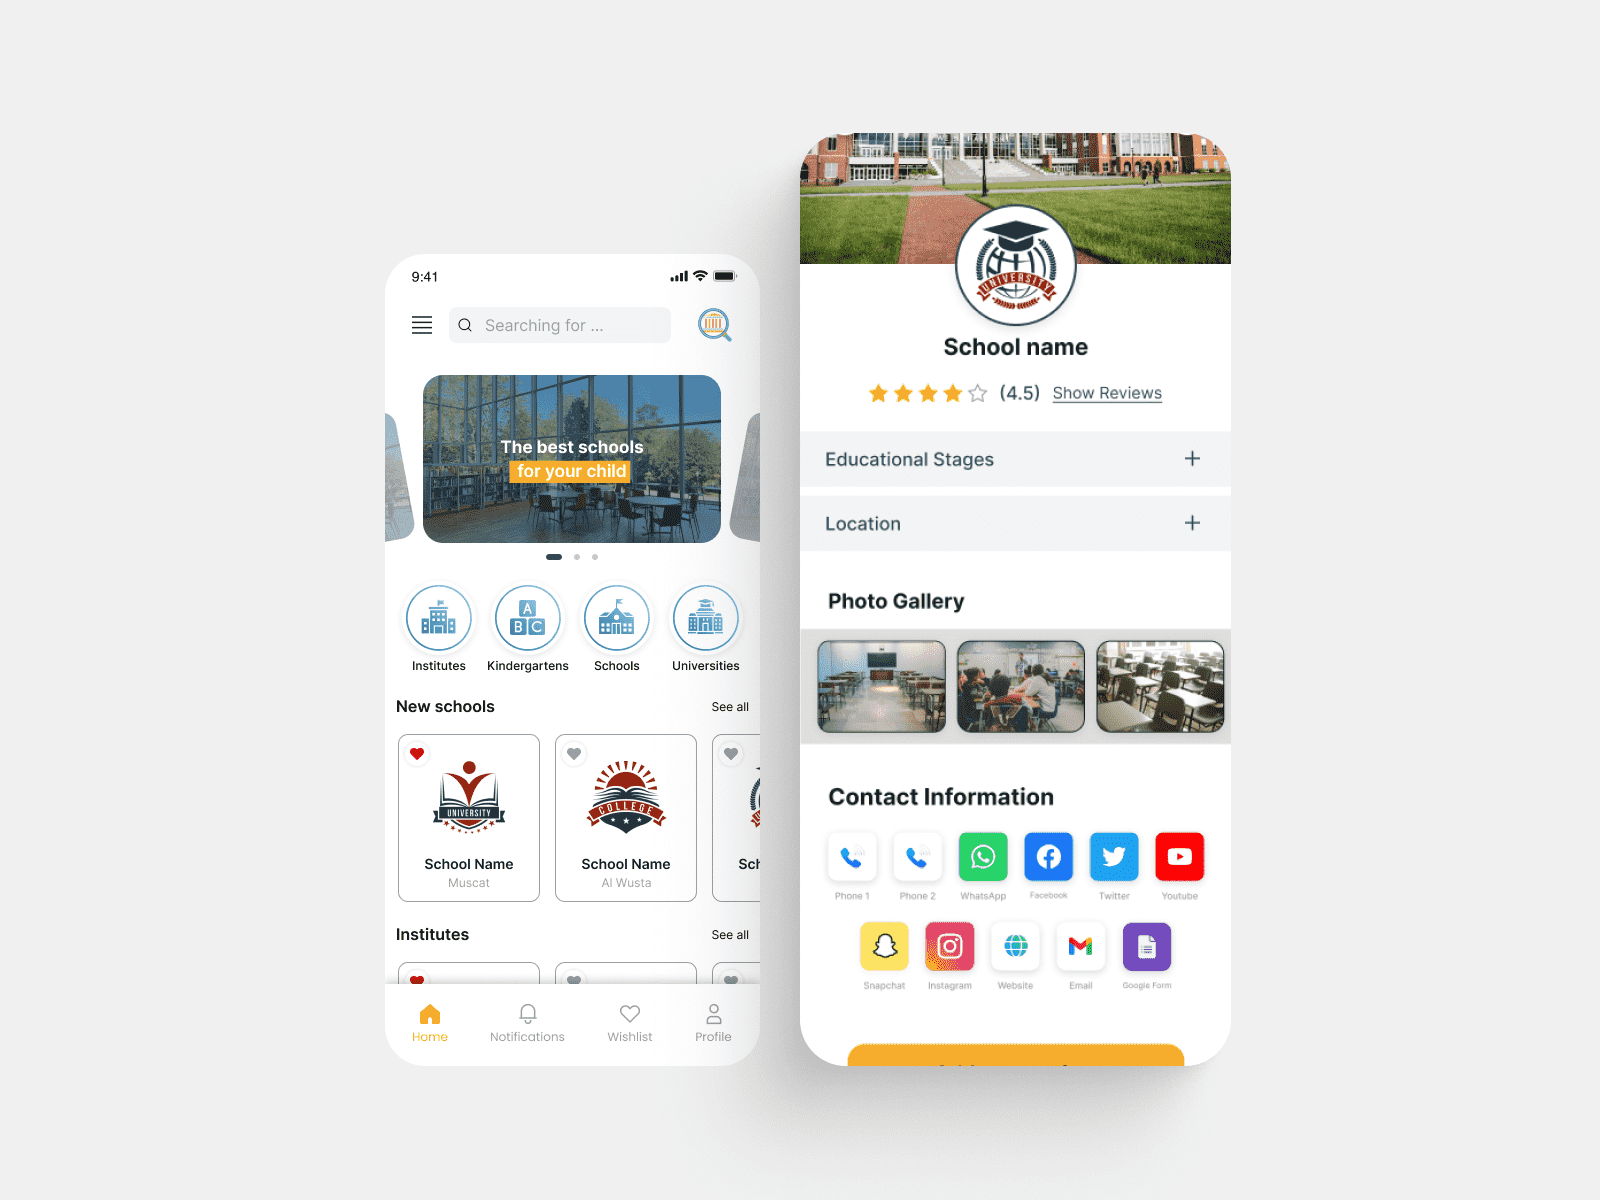 9:41
Searching for ...
The best schools
for your child
A
B C
Institutes
Kindergartens
Schools
Universities
New schools
See all
UNIVERSITY
School Name
Muscat
COLLEGE
School Name
Al Wusta
Sch
Institutes
See all
Home
Notifications
Wishlist
Profile
UNIVERSITY
School name
(4.5)
Show Reviews
Educational Stages
Location
Photo Gallery
Contact Information
Phone 1
Phone 2
WhatsApp
Facebook
Twitter
Youtube
Snapchat
Instagram
Website
Email
Google Form